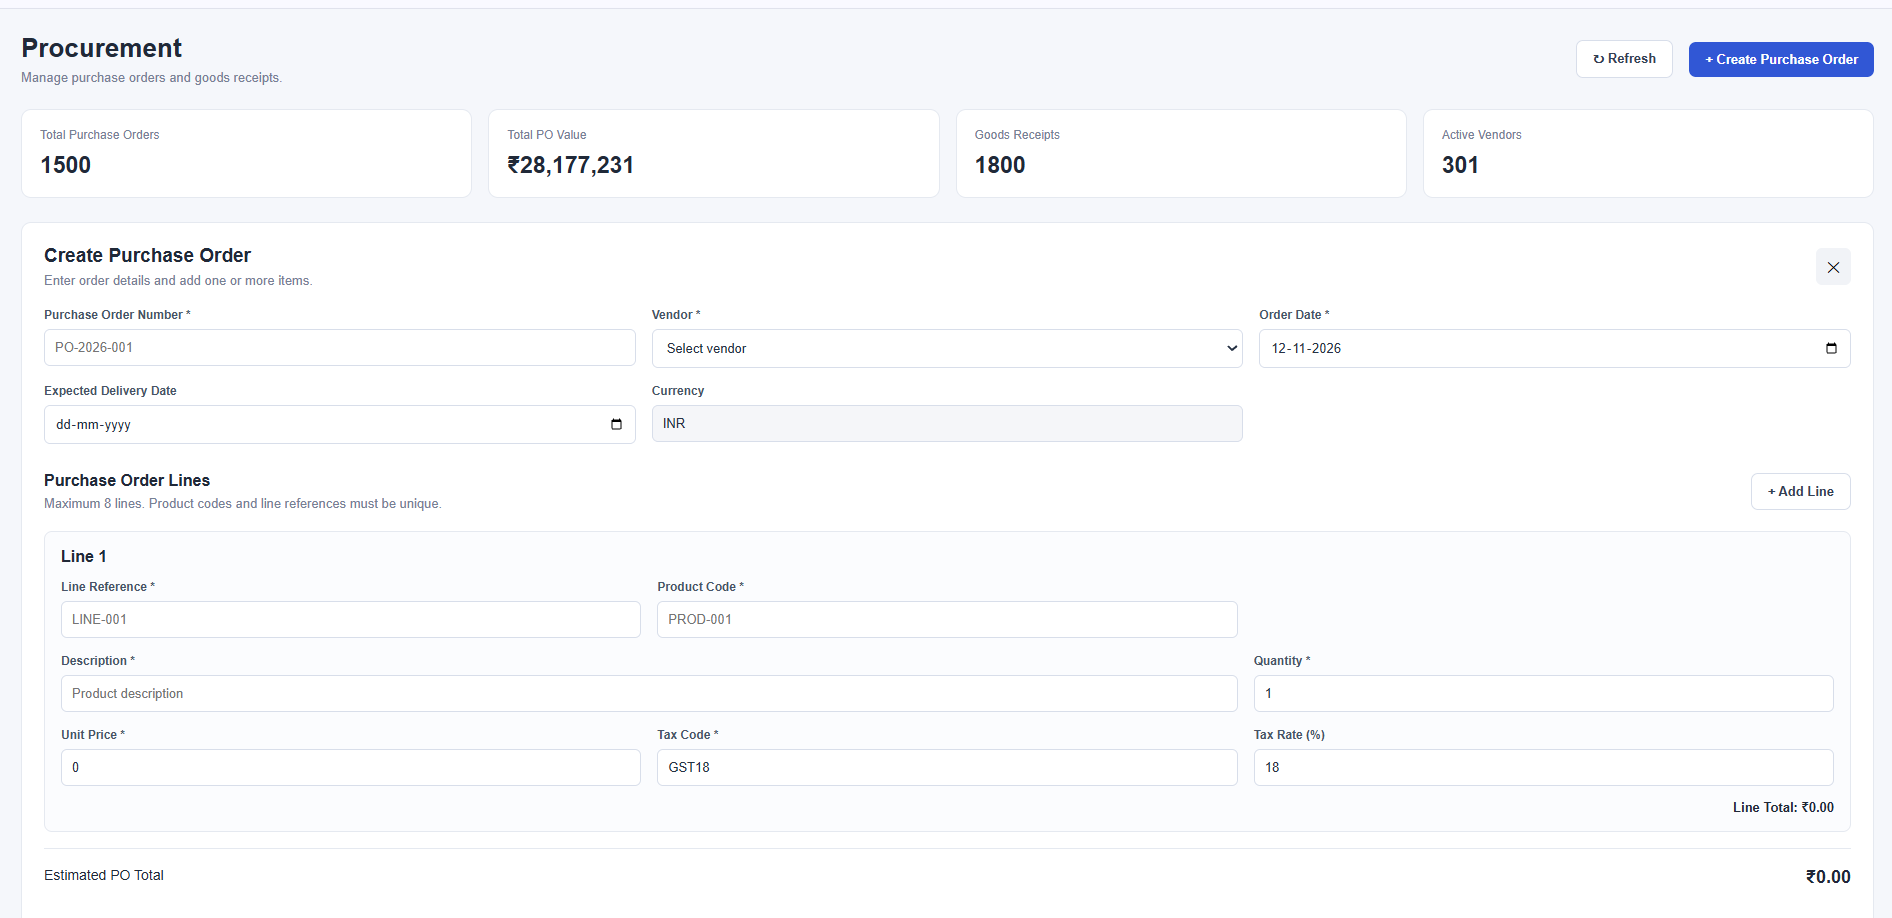 Procurement
Manage purchase orders and goods receipts.
↻ Refresh
+ Create Purchase Order
Total Purchase Orders
1500
Total PO Value
₹28,177,231
Goods Receipts
1800
Active Vendors
301
Create Purchase Order
Enter order details and add one or more items.
Purchase Order Number *
PO-2026-001
Vendor *
Select vendor
Order Date *
12-11-2026
Expected Delivery Date
dd-mm-yyyy
Currency
INR
Purchase Order Lines
Maximum 8 lines. Product codes and line references must be unique.
+ Add Line
Line 1
Line Reference *
LINE-001
Product Code *
PROD-001
Description *
Product description
Quantity *
1
Unit Price *
0
Tax Code *
GST18
Tax Rate (%)
18
Line Total: ₹0.00
Estimated PO Total
₹0.00